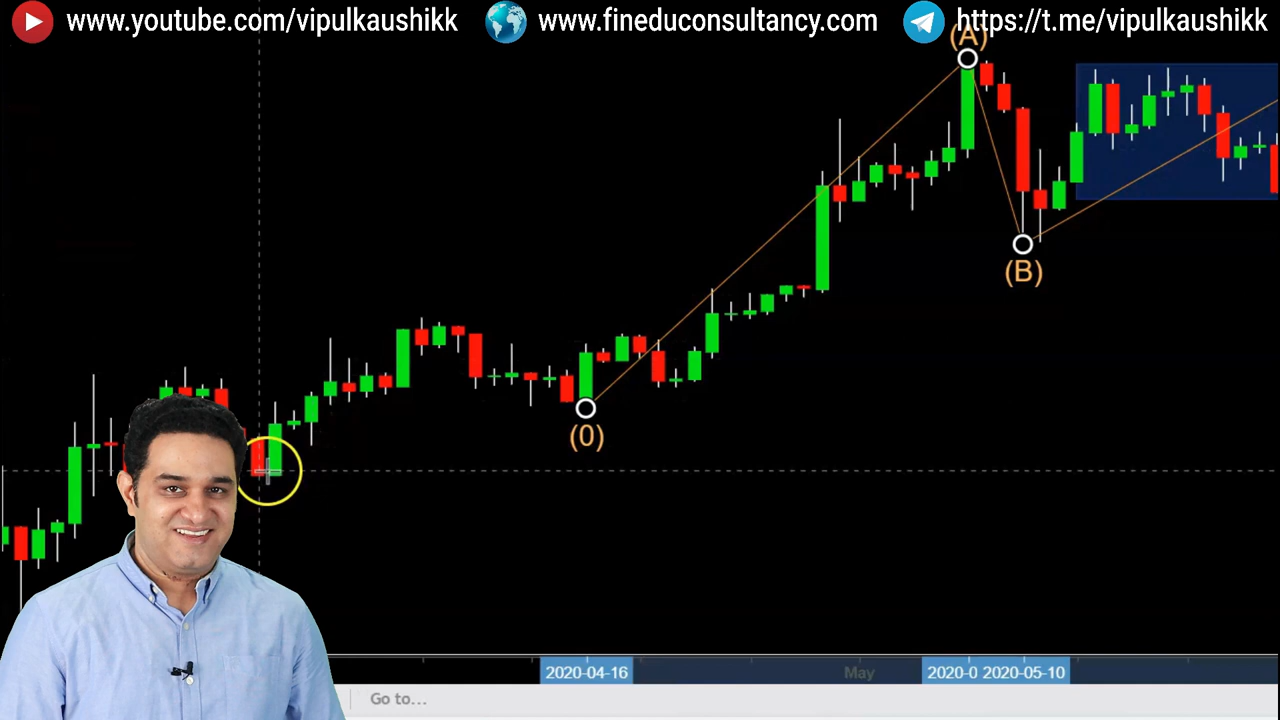 www.youtube.com/vipulkaushikk www.fineduconsultancy.com https://t.me/vipulkaushikk
(A)
(B)
(0)
2020-04-16 May 2020-0 2020-05-10
Go to...